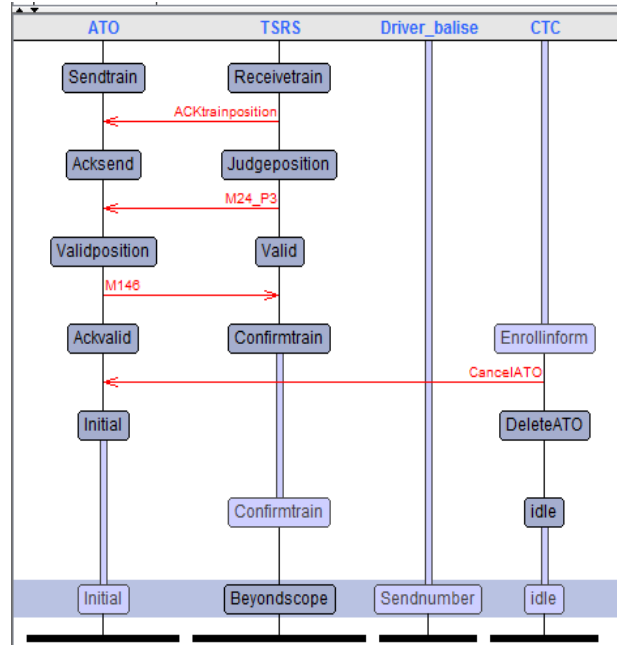 ATO TSRS Driver_balise CTC
Sendtrain Receivetrain
ACKtrainposition
Acksend Judgeposition
M24_P3
Validposition Valid
M146
Ackvalid Confirmtrain Enrollinform
CancelATO
Initial DeleteATO
Confirmtrain idle
Initial Beyondscope Sendnumber idle